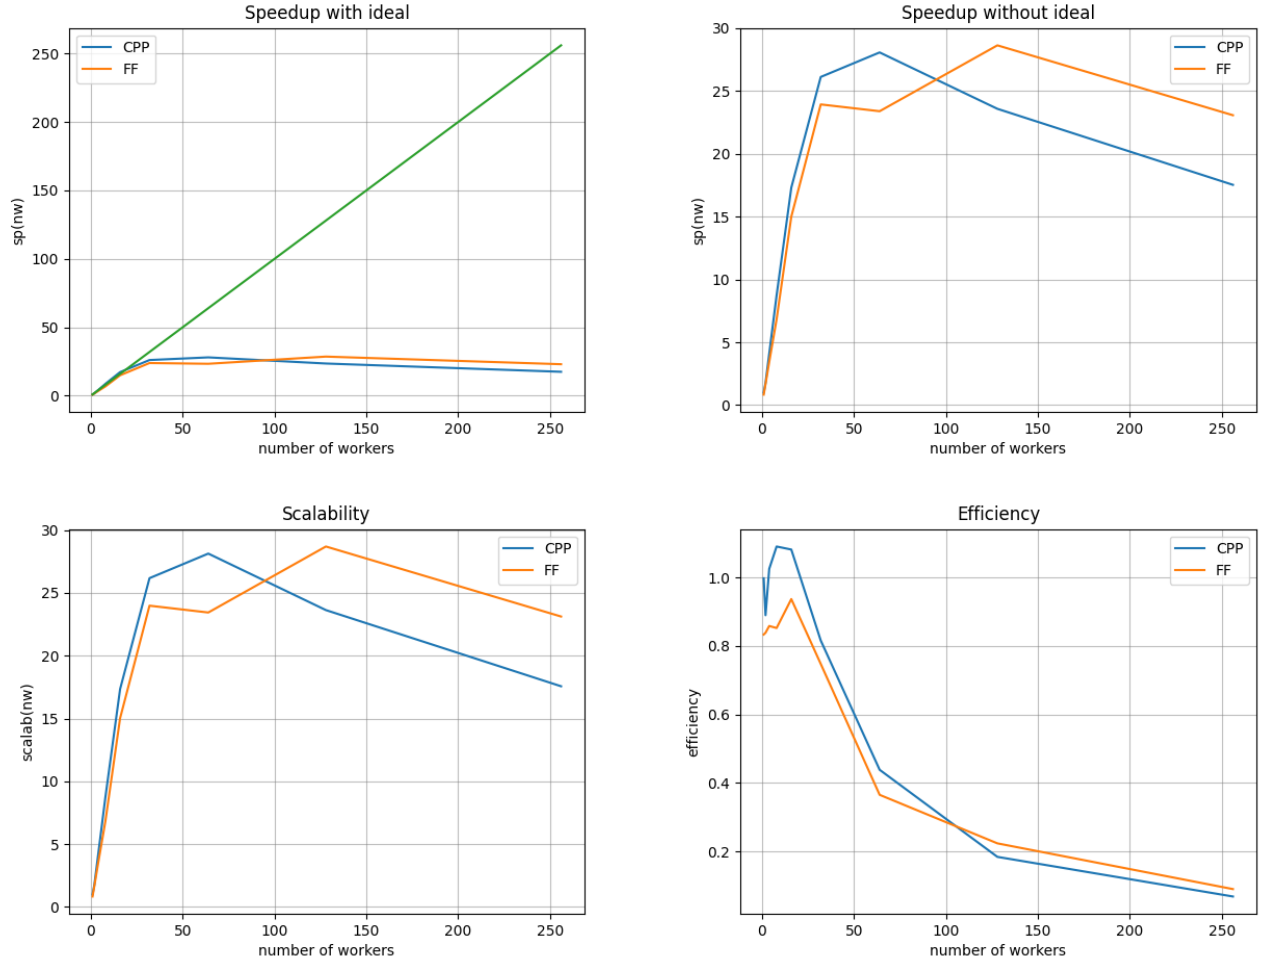 Speedup with ideal
CPP
FF
250
200
150
100
50
0
sp(nw)
0 50 100 150 200 250
number of workers
Speedup without ideal
CPP
FF
30
25
20
15
10
5
0
sp(nw)
0 50 100 150 200 250
number of workers
Scalability
CPP
FF
30
25
20
15
10
5
0
scalab(nw)
0 50 100 150 200 250
number of workers
Efficiency
CPP
FF
1.0
0.8
0.6
0.4
0.2
efficiency
0 50 100 150 200 250
number of workers